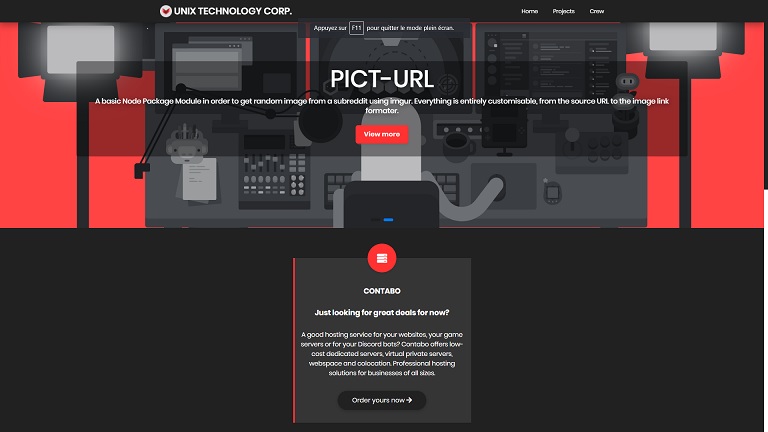 UNIX TECHNOLOGY CORP.
Home Projects Crew
Appuyez sur F11 pour quitter le mode plein écran.
PICT-URL
A basic Node Package Module in order to get random image from a subreddit using imgur. Everything is entirely customisable, from the source URL to the image link
formater.
View more
CONTABO
Just looking for great deals for now?
A good hosting service for your websites, your game
servers or for your Discord bots? Contabo offers low-
cost dedicated servers, virtual private servers,
webspace and colocation. Professional hosting
solutions for businesses of all sizes.
Order yours now